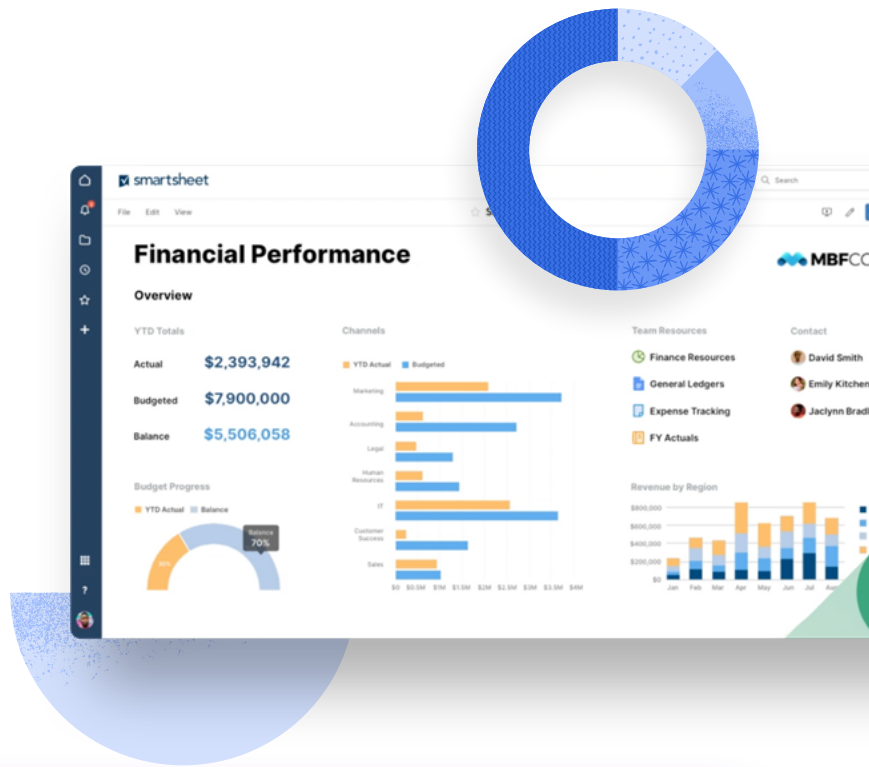 smartsheet
Search
File Edit View
Financial Performance
MBFCO
Overview
YTD Totals
Actual $2,393,942
Budgeted $7,900,000
Balance $5,506,058
Budget Progress
YTD Actual Balance
Balance
70%
Channels
YTD Actual Budgeted
Marketing
Accounting
Legal
Human
Resources
IT
Customer
Success
Sales
$0 $0.5M $1M $1.5M $2M $2.5M $3M $3.5M $4M
Team Resources
Finance Resources
General Ledgers
Expense Tracking
FY Actuals
Contact
David Smith
Emily Kitchen
Jaclynn Bradl
Revenue by Region
$800,000
$600,000
$400,000
$200,000
$0
Jan Feb Mar Apr May Jun Jul Aug
?